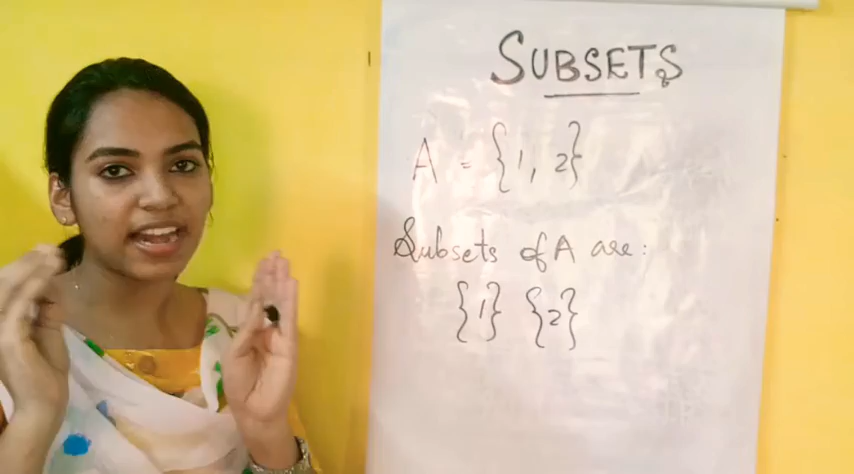 SUBSETS
A = {1, 2}
Subsets of A are:
{1} {2}